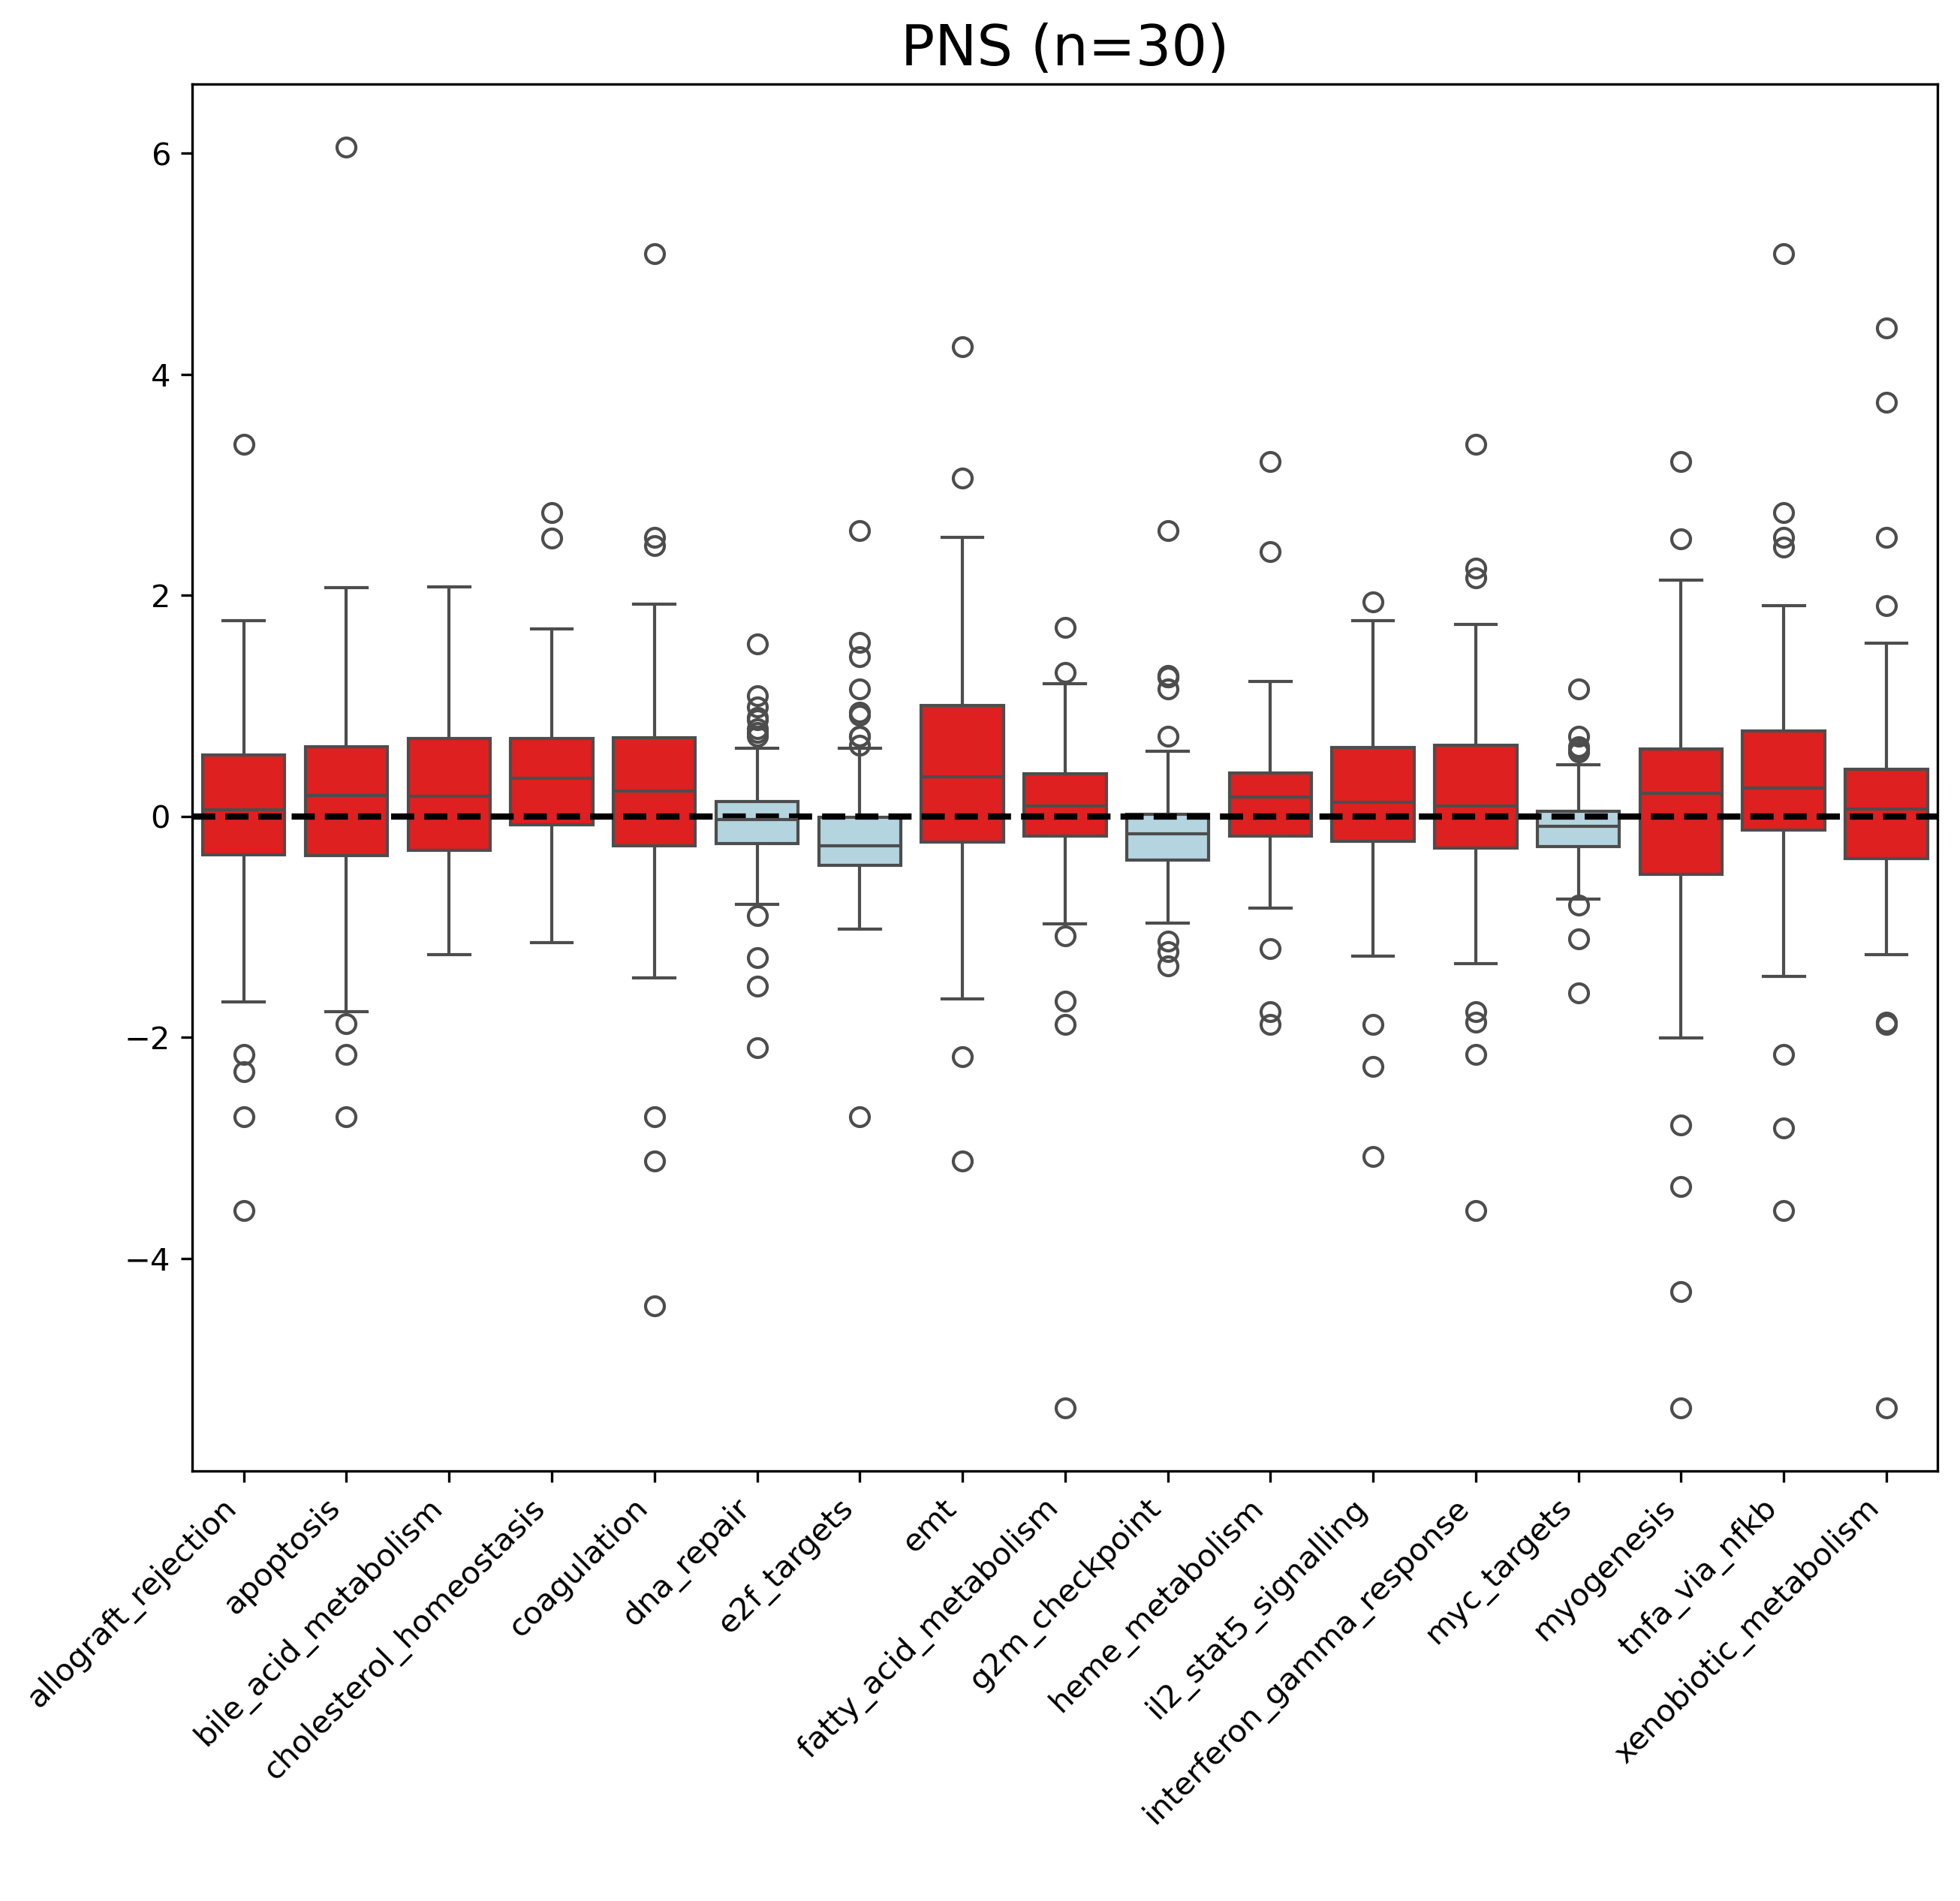 PNS (n=30)
6
4
2
0
−2
−4
allograft_rejection
apoptosis
bile_acid_metabolism
cholesterol_homeostasis
coagulation
dna_repair
e2f_targets
emt
fatty_acid_metabolism
g2m_checkpoint
heme_metabolism
il2_stat5_signalling
interferon_gamma_response
myc_targets
myogenesis
tnfa_via_nfkb
xenobiotic_metabolism